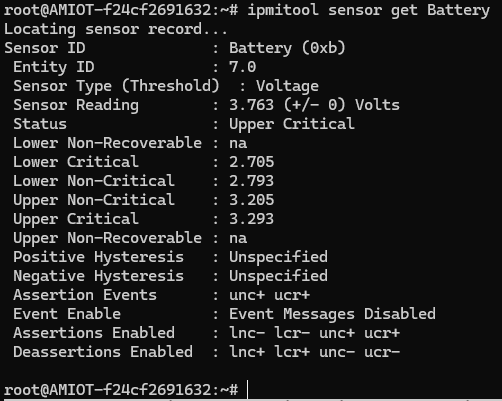 root@AMIOT-f24cf2691632:~# ipmitool sensor get Battery
Locating sensor record...
Sensor ID              : Battery (0xb)
 Entity ID             : 7.0
 Sensor Type (Threshold)  : Voltage
 Sensor Reading        : 3.763 (+/- 0) Volts
 Status                : Upper Critical
 Lower Non-Recoverable : na
 Lower Critical        : 2.705
 Lower Non-Critical    : 2.793
 Upper Non-Critical    : 3.205
 Upper Critical        : 3.293
 Upper Non-Recoverable : na
 Positive Hysteresis   : Unspecified
 Negative Hysteresis   : Unspecified
 Assertion Events      : unc+ ucr+
 Event Enable          : Event Messages Disabled
 Assertions Enabled    : lnc- lcr- unc+ ucr+
 Deassertions Enabled  : lnc+ lcr+ unc- ucr-

root@AMIOT-f24cf2691632:~#